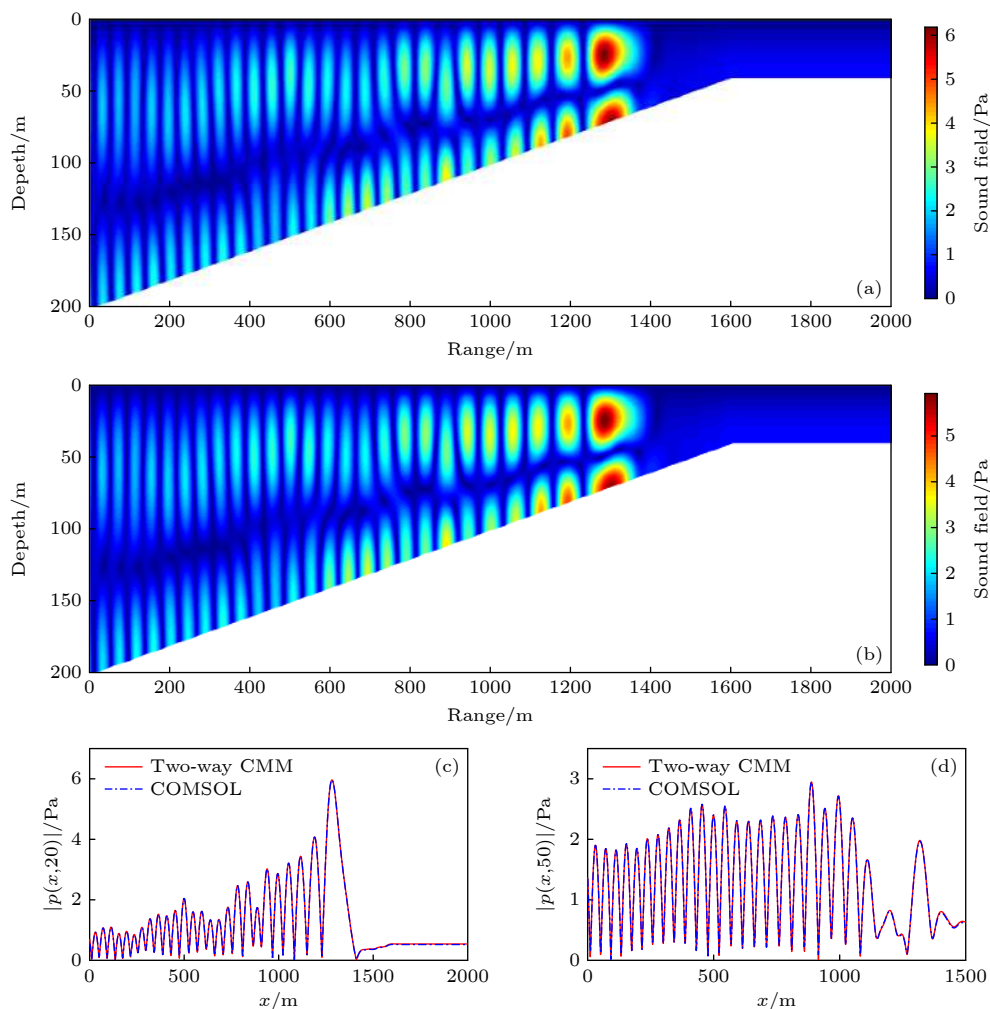 0
50
100
150
200
Depeth/m
0 200 400 600 800 1000 1200 1400 1600 1800 2000
Range/m
(a)
6
5
4
3
2
1
0
Sound field/Pa
0
50
100
150
200
Depeth/m
0 200 400 600 800 1000 1200 1400 1600 1800 2000
Range/m
(b)
5
4
3
2
1
0
Sound field/Pa
|p(x,20)|/Pa
6
4
2
0
Two-way CMM
COMSOL
(c)
0 500 1000 1500 2000
x/m
|p(x,50)|/Pa
3
2
1
0
Two-way CMM
COMSOL
(d)
0 500 1000 1500
x/m